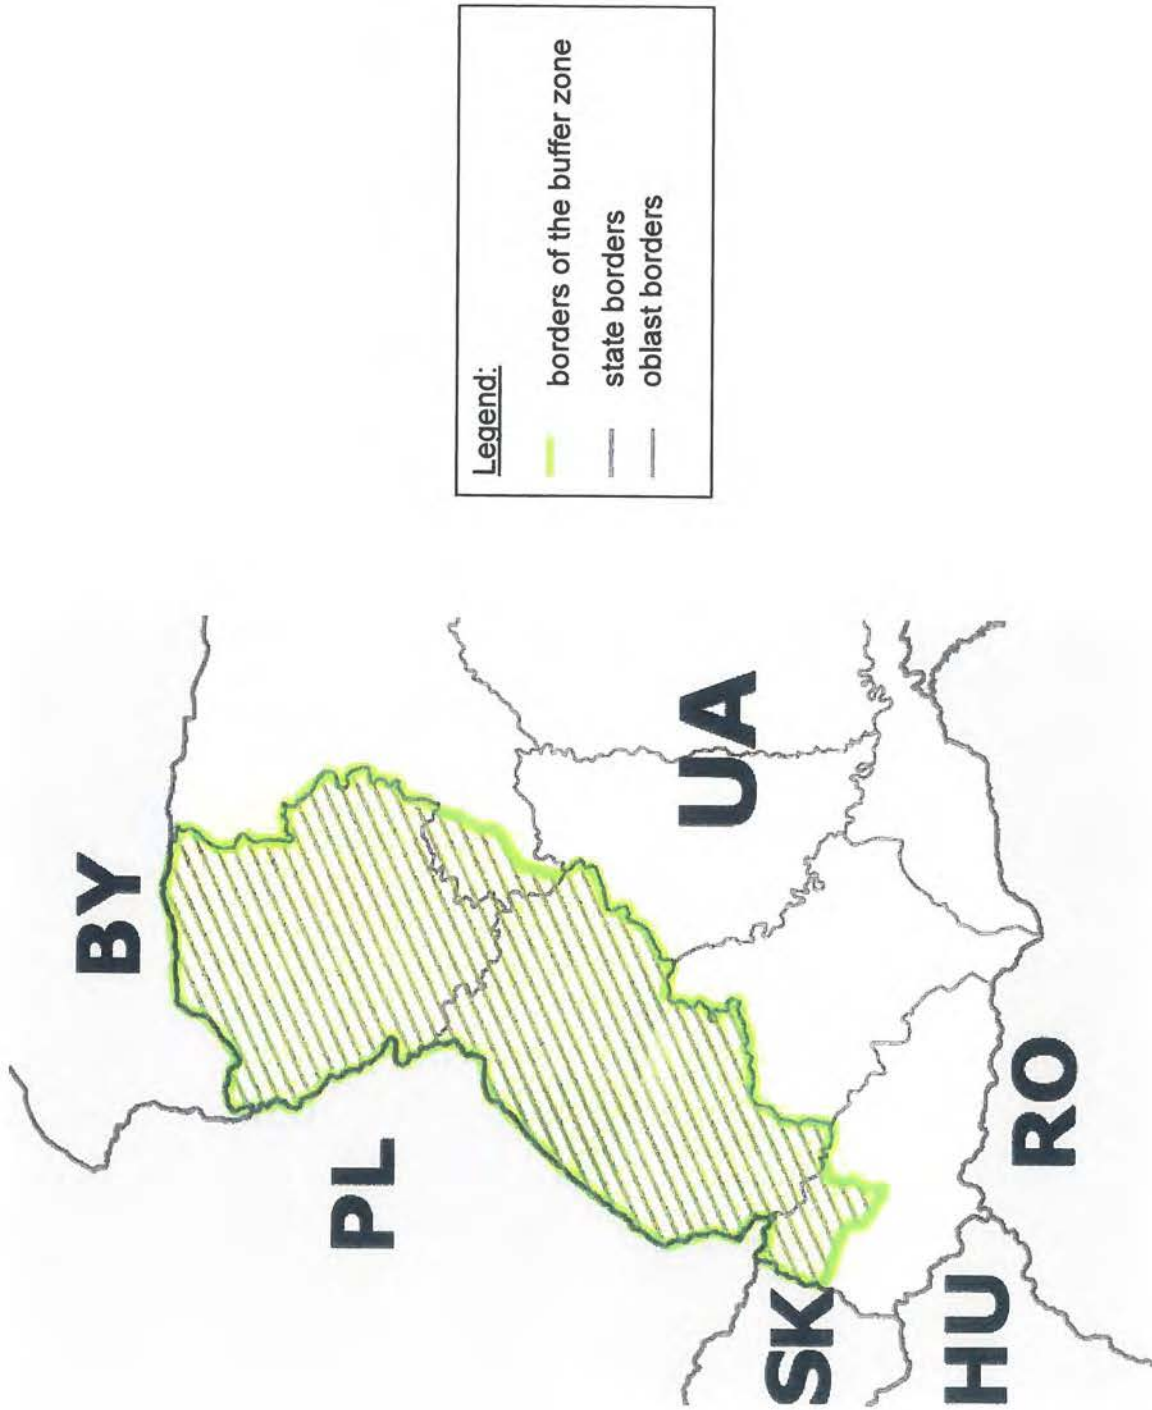 Legend:
borders of the buffer zone
state borders
oblast borders
BY
PL
UA
SK
HU
RO